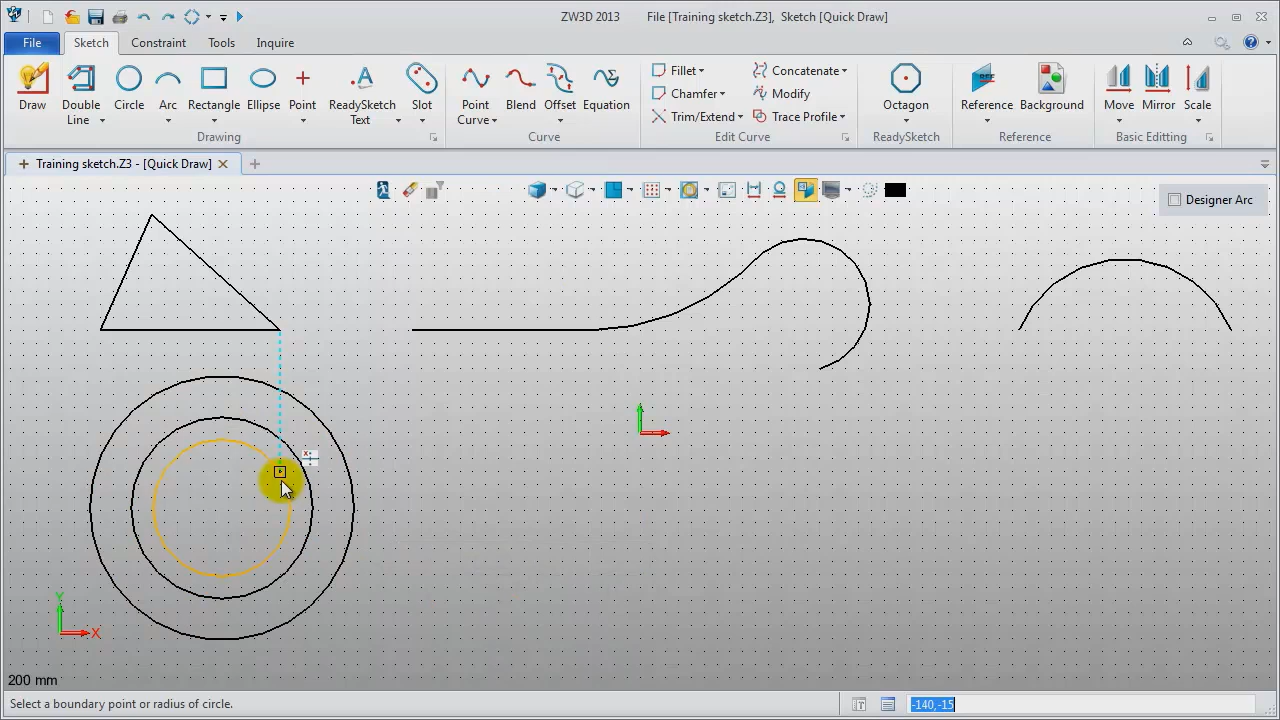 ZW3D 2013 File [Training sketch.Z3], Sketch [Quick Draw]
File Sketch Constraint Tools Inquire
Fillet Concatenate
Chamfer Modify
Trim/Extend Trace Profile
Draw Double Line Circle Arc Rectangle Ellipse Point RapidSketch Text Slot Point Curve Blend Offset Equation Octagon Reference Background Move Mirror Scale
Drawing Curve Edit Curve ReadySketch Reference Basic Editing
Training sketch.Z3 - [Quick Draw]
Designer Arc
Y
X
200 mm
Select a boundary point or radius of circle -140,-15